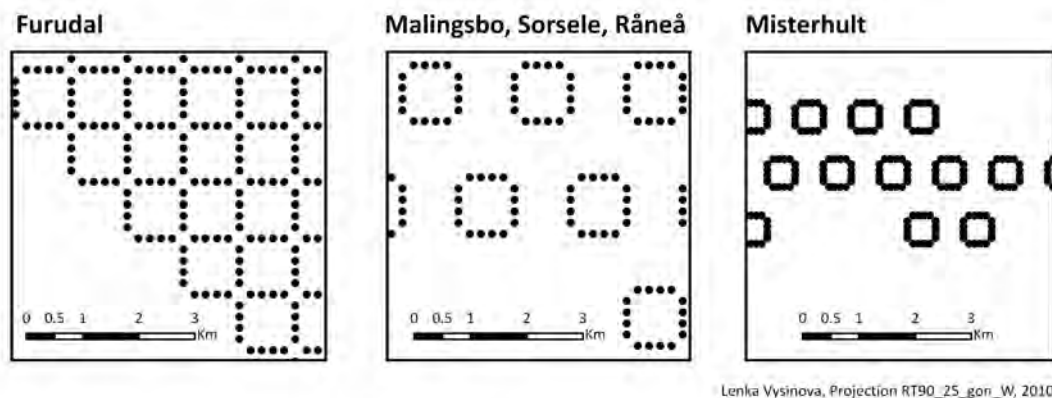 Furudal
Malingsbo, Sorsele, Råneå
Misterhult
0 0.5 1 2 3
Km
0 0.5 1 2 3
Km
0 0.5 1 2 3
Km
Lenka Vysinova, Projection RT90_25_gon_W, 2010